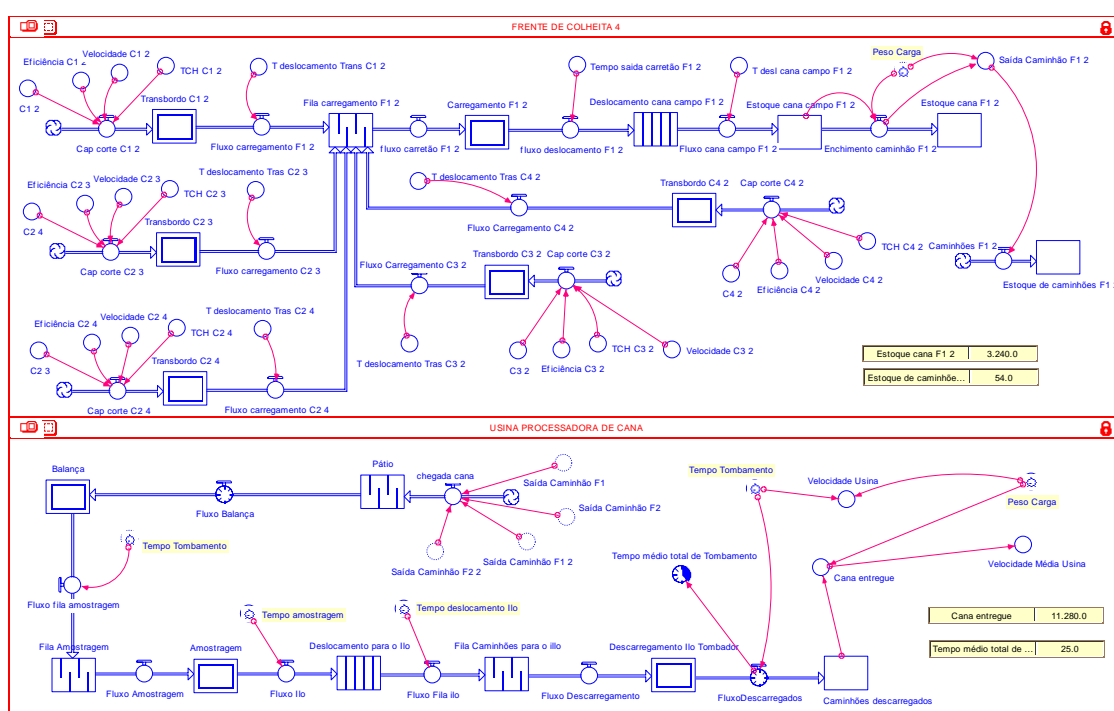 FRENTE DE COLHEITA 4
Eficiência C1 2
Velocidade C1 2
TCH C1 2
C1 2
Cap corte C1 2
Transbordo C1 2
T deslocamento Trans C1 2
Fluxo carregamento F1 2
Fila carregamento F1 2
fluxo carretão F1 2
Carregamento F1 2
Tempo saida carretão F1 2
fluxo deslocamento F1 2
Deslocamento cana campo F1 2
T desl cana campo F1 2
Fluxo cana campo F1 2
Estoque cana campo F1 2
Peso Carga
Enchimento caminhão F1 2
Saída Caminhão F1 2
Estoque cana F1 2
Eficiência C2 3
Velocidade C2 3
TCH C2 3
C2 4
Cap corte C2 3
Transbordo C2 3
T deslocamento Tras C2 3
Fluxo carregamento C2 3
T deslocamento Tras C4 2
Fluxo Carregamento C4 2
Transbordo C4 2
Cap corte C4 2
C4 2
Eficiência C4 2
Velocidade C4 2
TCH C4 2
Caminhões F1 2
Estoque de caminhões F1
Fluxo Carregamento C3 2
Transbordo C3 2
Cap corte C3 2
T deslocamento Tras C3 2
C3 2
Eficiência C3 2
TCH C3 2
Velocidade C3 2
Eficiência C2 4
Velocidade C2 4
TCH C2 4
C2 3
Cap corte C2 4
Transbordo C2 4
T deslocamento Tras C2 4
Fluxo carregamento C2 4
Estoque cana F1 2 3.240.0
Estoque de caminhõe... 54.0
USINA PROCESSADORA DE CANA
Balança
Fluxo Balança
Pátio
chegada cana
Saída Caminhão F1
Saída Caminhão F2
Saída Caminhão F1 2
Saída Caminhão F2 2
Tempo Tombamento
Velocidade Usina
Peso Carga
Tempo Tombamento
Fluxo fila amostragem
Tempo médio total de Tombamento
Cana entregue
Velocidade Média Usina
Fila Amostragem
Fluxo Amostragem
Amostragem
Tempo amostragem
Fluxo Ilo
Deslocamento para o Ilo
Tempo deslocamento Ilo
Fluxo Fila ilo
Fila Caminhões para o illo
Fluxo Descarregamento
Descarregamento Ilo Tombador
FluxoDescarregados
Caminhões descarregados
Cana entregue 11.280.0
Tempo médio total de ... 25.0